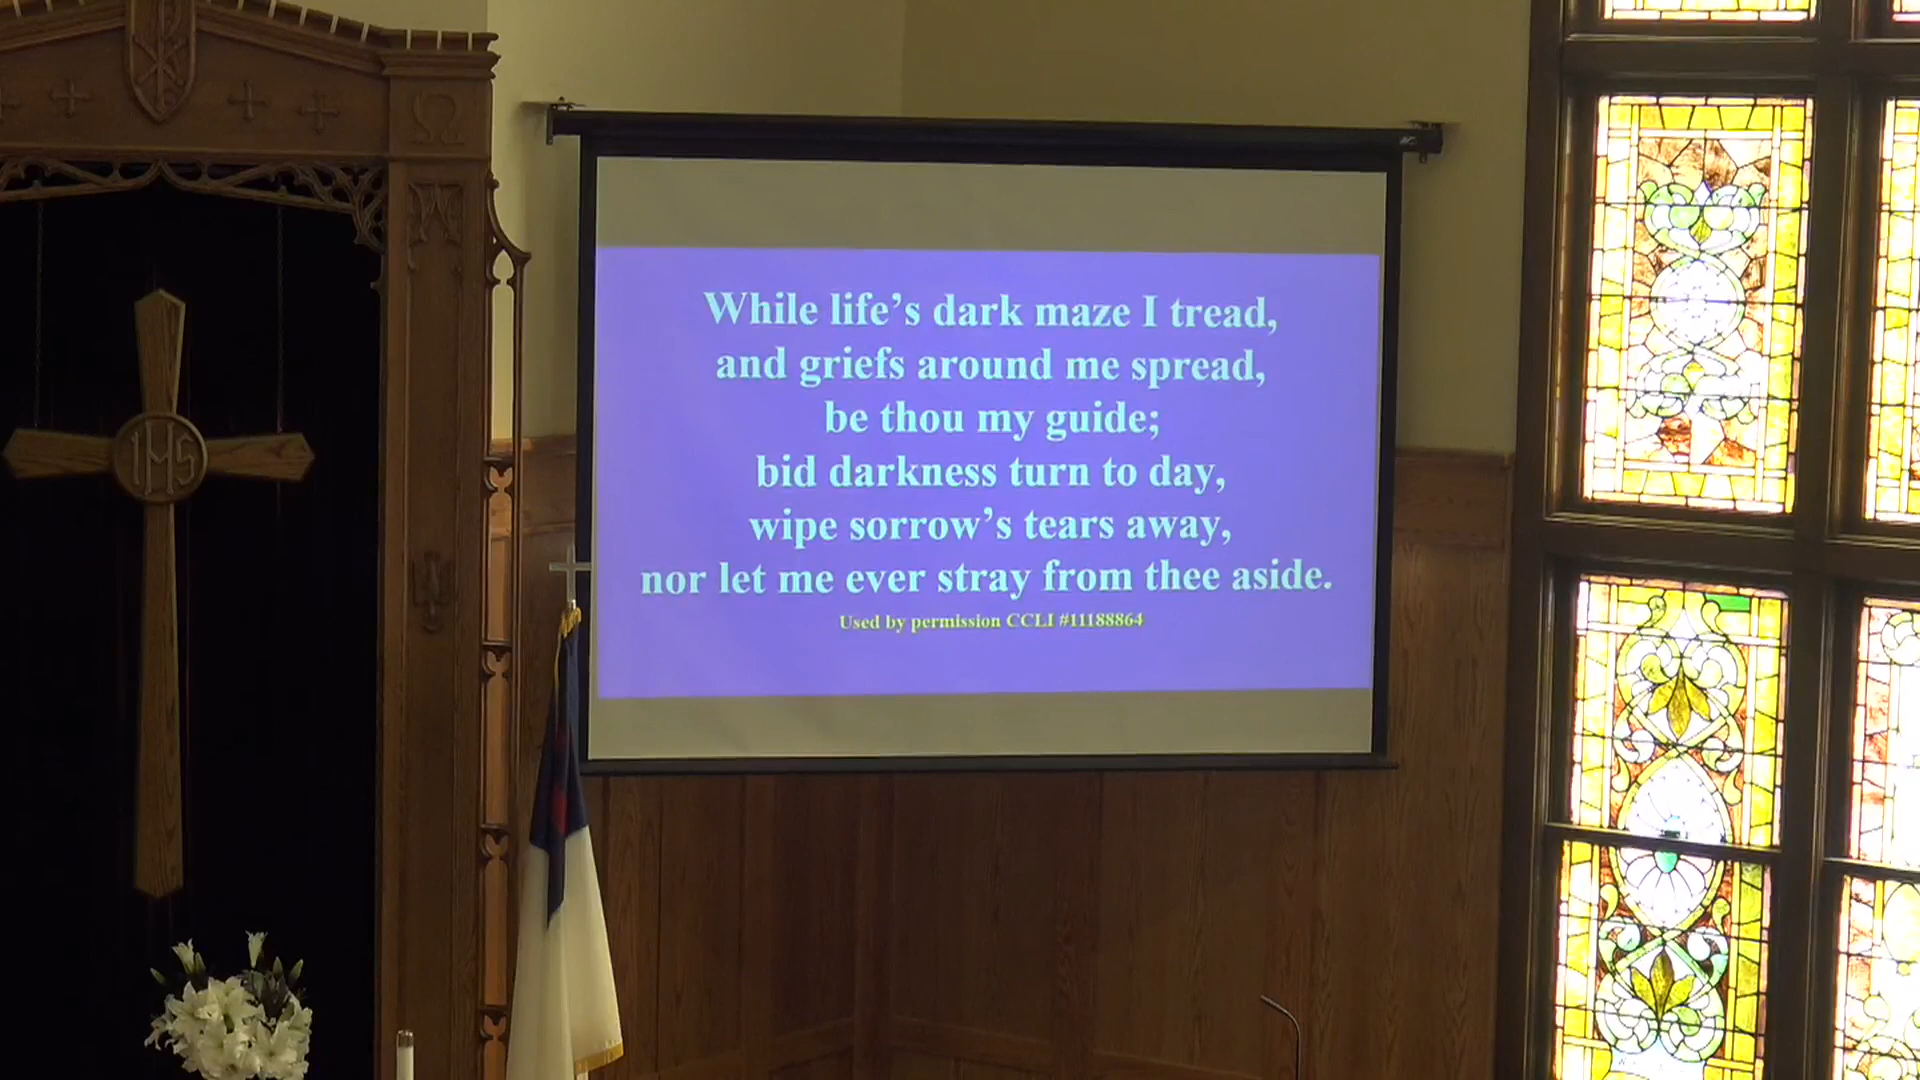 While life’s dark maze I tread,
and griefs around me spread,
be thou my guide;
bid darkness turn to day,
wipe sorrow’s tears away,
nor let me ever stray from thee aside.
Used by permission CCLI #11188864
IHS
Ω